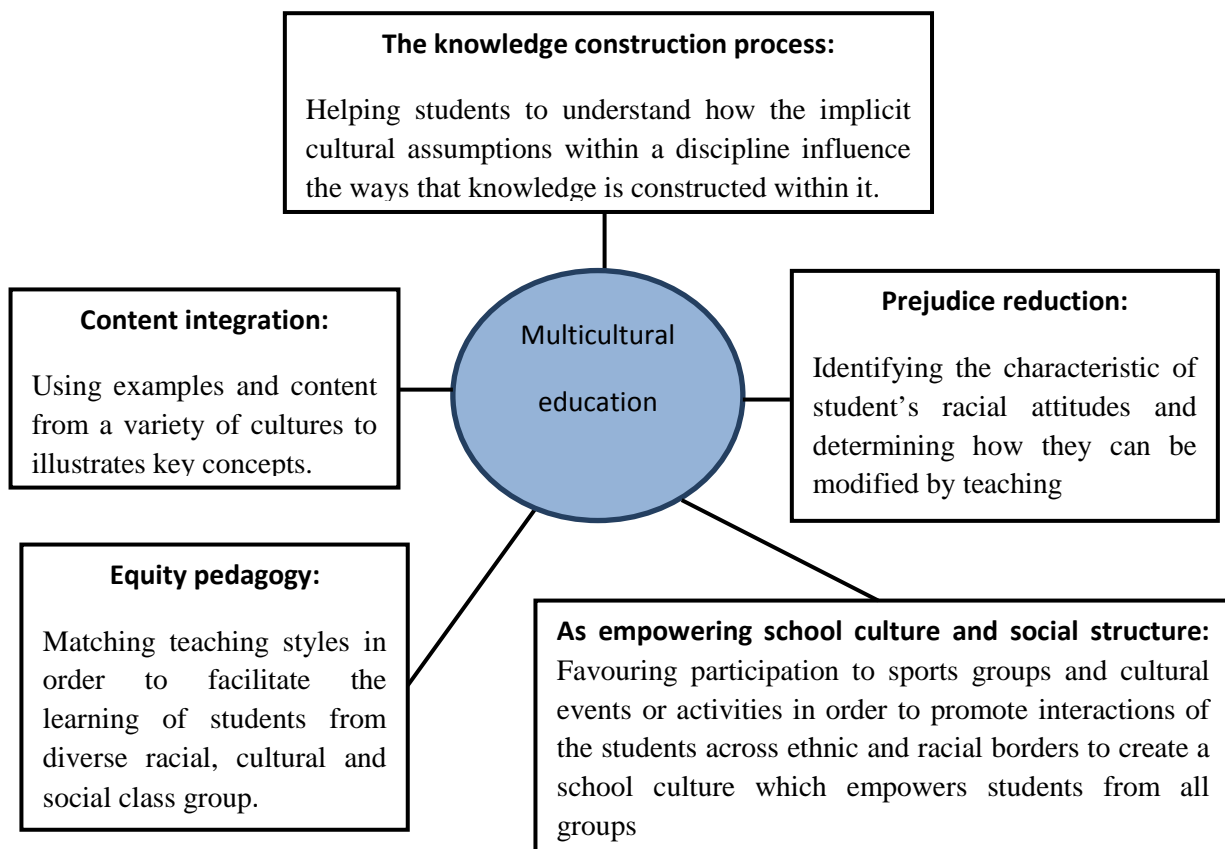 The knowledge construction process:
Helping students to understand how the implicit
cultural assumptions within a discipline influence
the ways that knowledge is constructed within it.
Content integration:
Using examples and content
from a variety of cultures to
illustrates key concepts.
Multicultural
education
Prejudice reduction:
Identifying the characteristic of
student’s racial attitudes and
determining how they can be
modified by teaching
Equity pedagogy:
Matching teaching styles in
order to facilitate the
learning of students from
diverse racial, cultural and
social class group.
As empowering school culture and social structure:
Favouring participation to sports groups and cultural
events or activities in order to promote interactions of
the students across ethnic and racial borders to create a
school culture which empowers students from all
groups